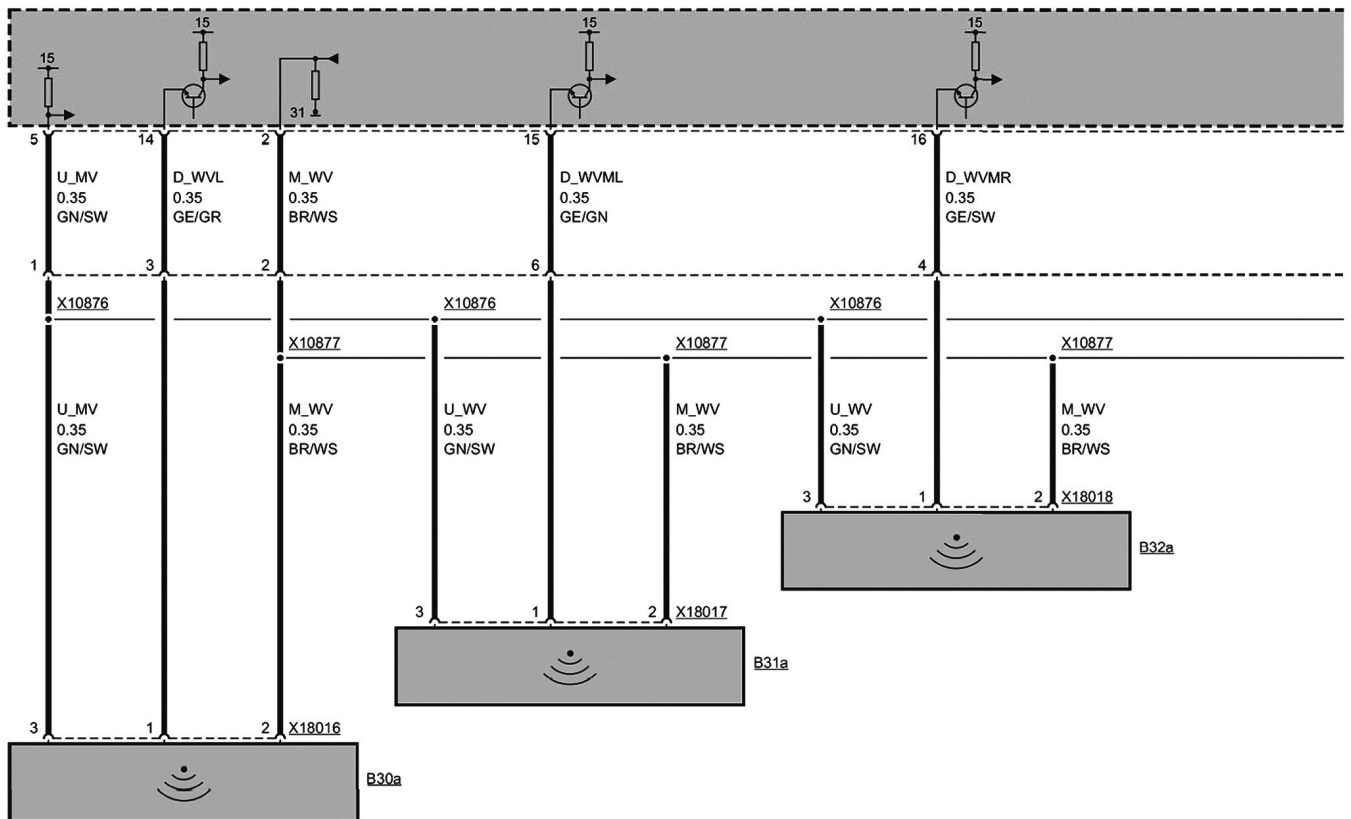 15
15
15
15
31
5
14
2
15
16
U_MV
0.35
GN/SW
D_WVL
0.35
GE/GR
M_WV
0.35
BR/WS
D_WVML
0.35
GE/GN
D_WVMR
0.35
GE/SW
1
3
2
6
4
X10876
X10876
X10876
X10877
X10877
X10877
U_MV
0.35
GN/SW
M_WV
0.35
BR/WS
U_WV
0.35
GN/SW
M_WV
0.35
BR/WS
U_WV
0.35
GN/SW
M_WV
0.35
BR/WS
3
1
2
X18018
B32a
3
1
2
X18017
B31a
3
1
2
X18016
B30a